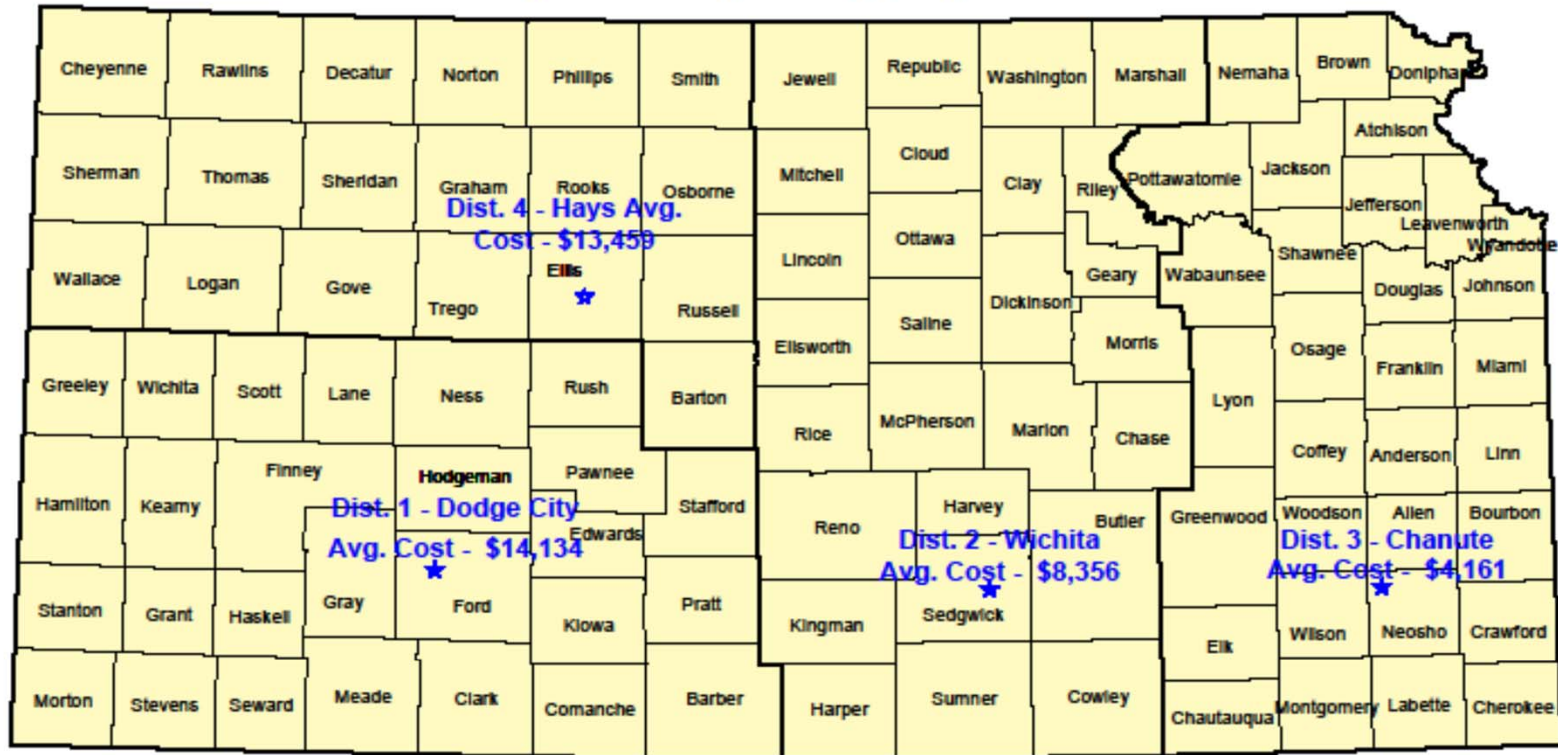 Cheyenne
Rawlins
Decatur
Norton
Phillips
Smith
Jewell
Republic
Washington
Marshall
Nemaha
Brown
Doniphan
Sherman
Thomas
Sheridan
Graham
Rooks
Osborne
Mitchell
Cloud
Clay
Riley
Pottawatomie
Jackson
Atchison
Jefferson
Leavenworth
Wyandotte
Dist. 4 - Hays Avg.
Cost - $13,459
Wallace
Logan
Gove
Trego
Ellis
Russell
Lincoln
Ottawa
Saline
Dickinson
Geary
Wabaunsee
Shawnee
Douglas
Johnson
Ellsworth
Morris
Osage
Franklin
Miami
Greeley
Wichita
Scott
Lane
Ness
Rush
Barton
Rice
McPherson
Marion
Chase
Lyon
Coffey
Anderson
Linn
Hamilton
Kearny
Finney
Hodgeman
Pawnee
Stafford
Edwards
Dist. 1 - Dodge City
Avg. Cost - $14,134
Reno
Harvey
Butler
Dist. 2 - Wichita
Avg. Cost - $8,356
Sedgwick
Greenwood
Woodson
Allen
Bourbon
Dist. 3 - Chanute
Avg. Cost - $4,161
Stanton
Grant
Haskell
Gray
Ford
Kiowa
Pratt
Kingman
Elk
Wilson
Neosho
Crawford
Morton
Stevens
Seward
Meade
Clark
Comanche
Barber
Harper
Sumner
Cowley
Chautauqua
Montgomery
Labette
Cherokee